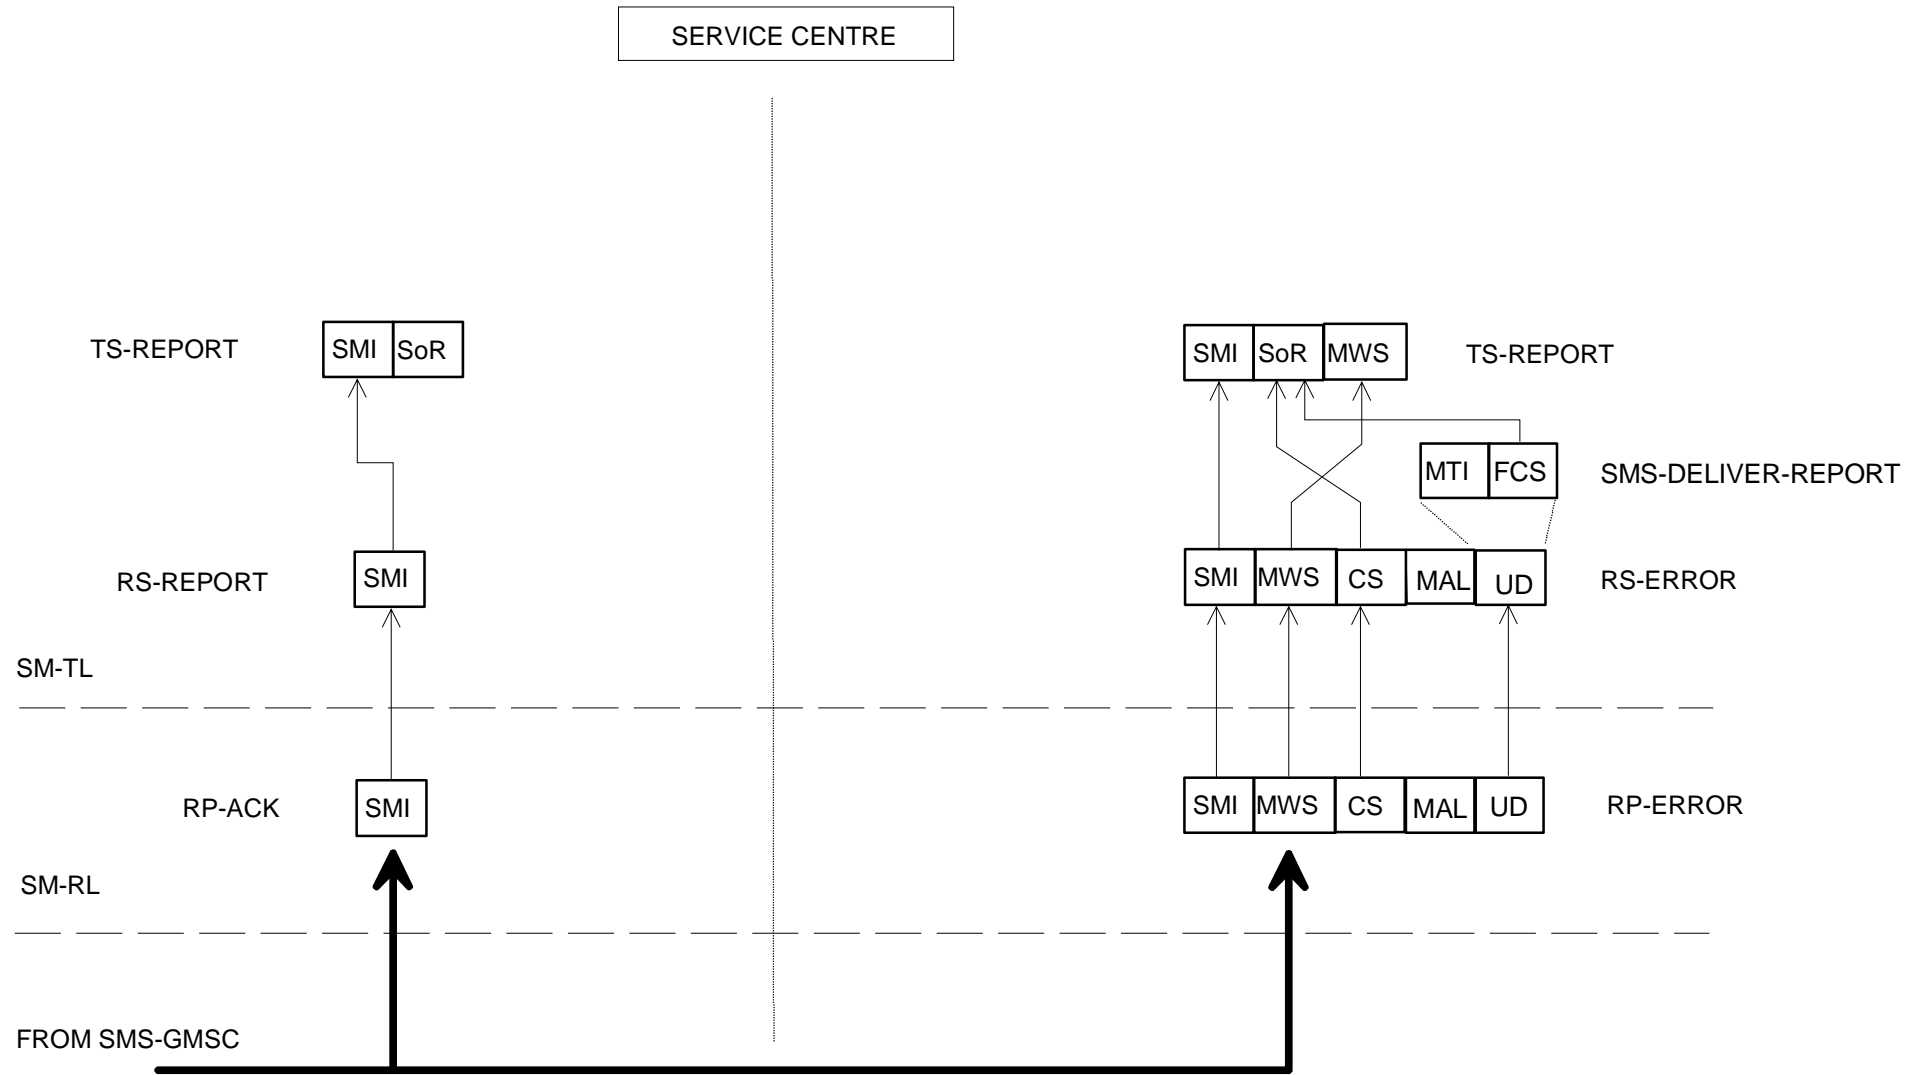 SERVICE CENTRE
TS-REPORT SMI SoR
SMI SoR MWS TS-REPORT
MTI FCS SMS-DELIVER-REPORT
RS-REPORT SMI
SMI MWS CS MAL UD RS-ERROR
SM-TL
RP-ACK SMI
SMI MWS CS MAL UD RP-ERROR
SM-RL
FROM SMS-GMSC